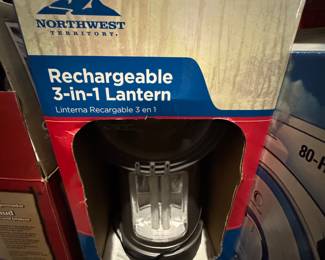 NORTHWEST
TERRITORY®
Rechargeable
3-in-1 Lantern
Linterna Recargable 3 en 1
80-H